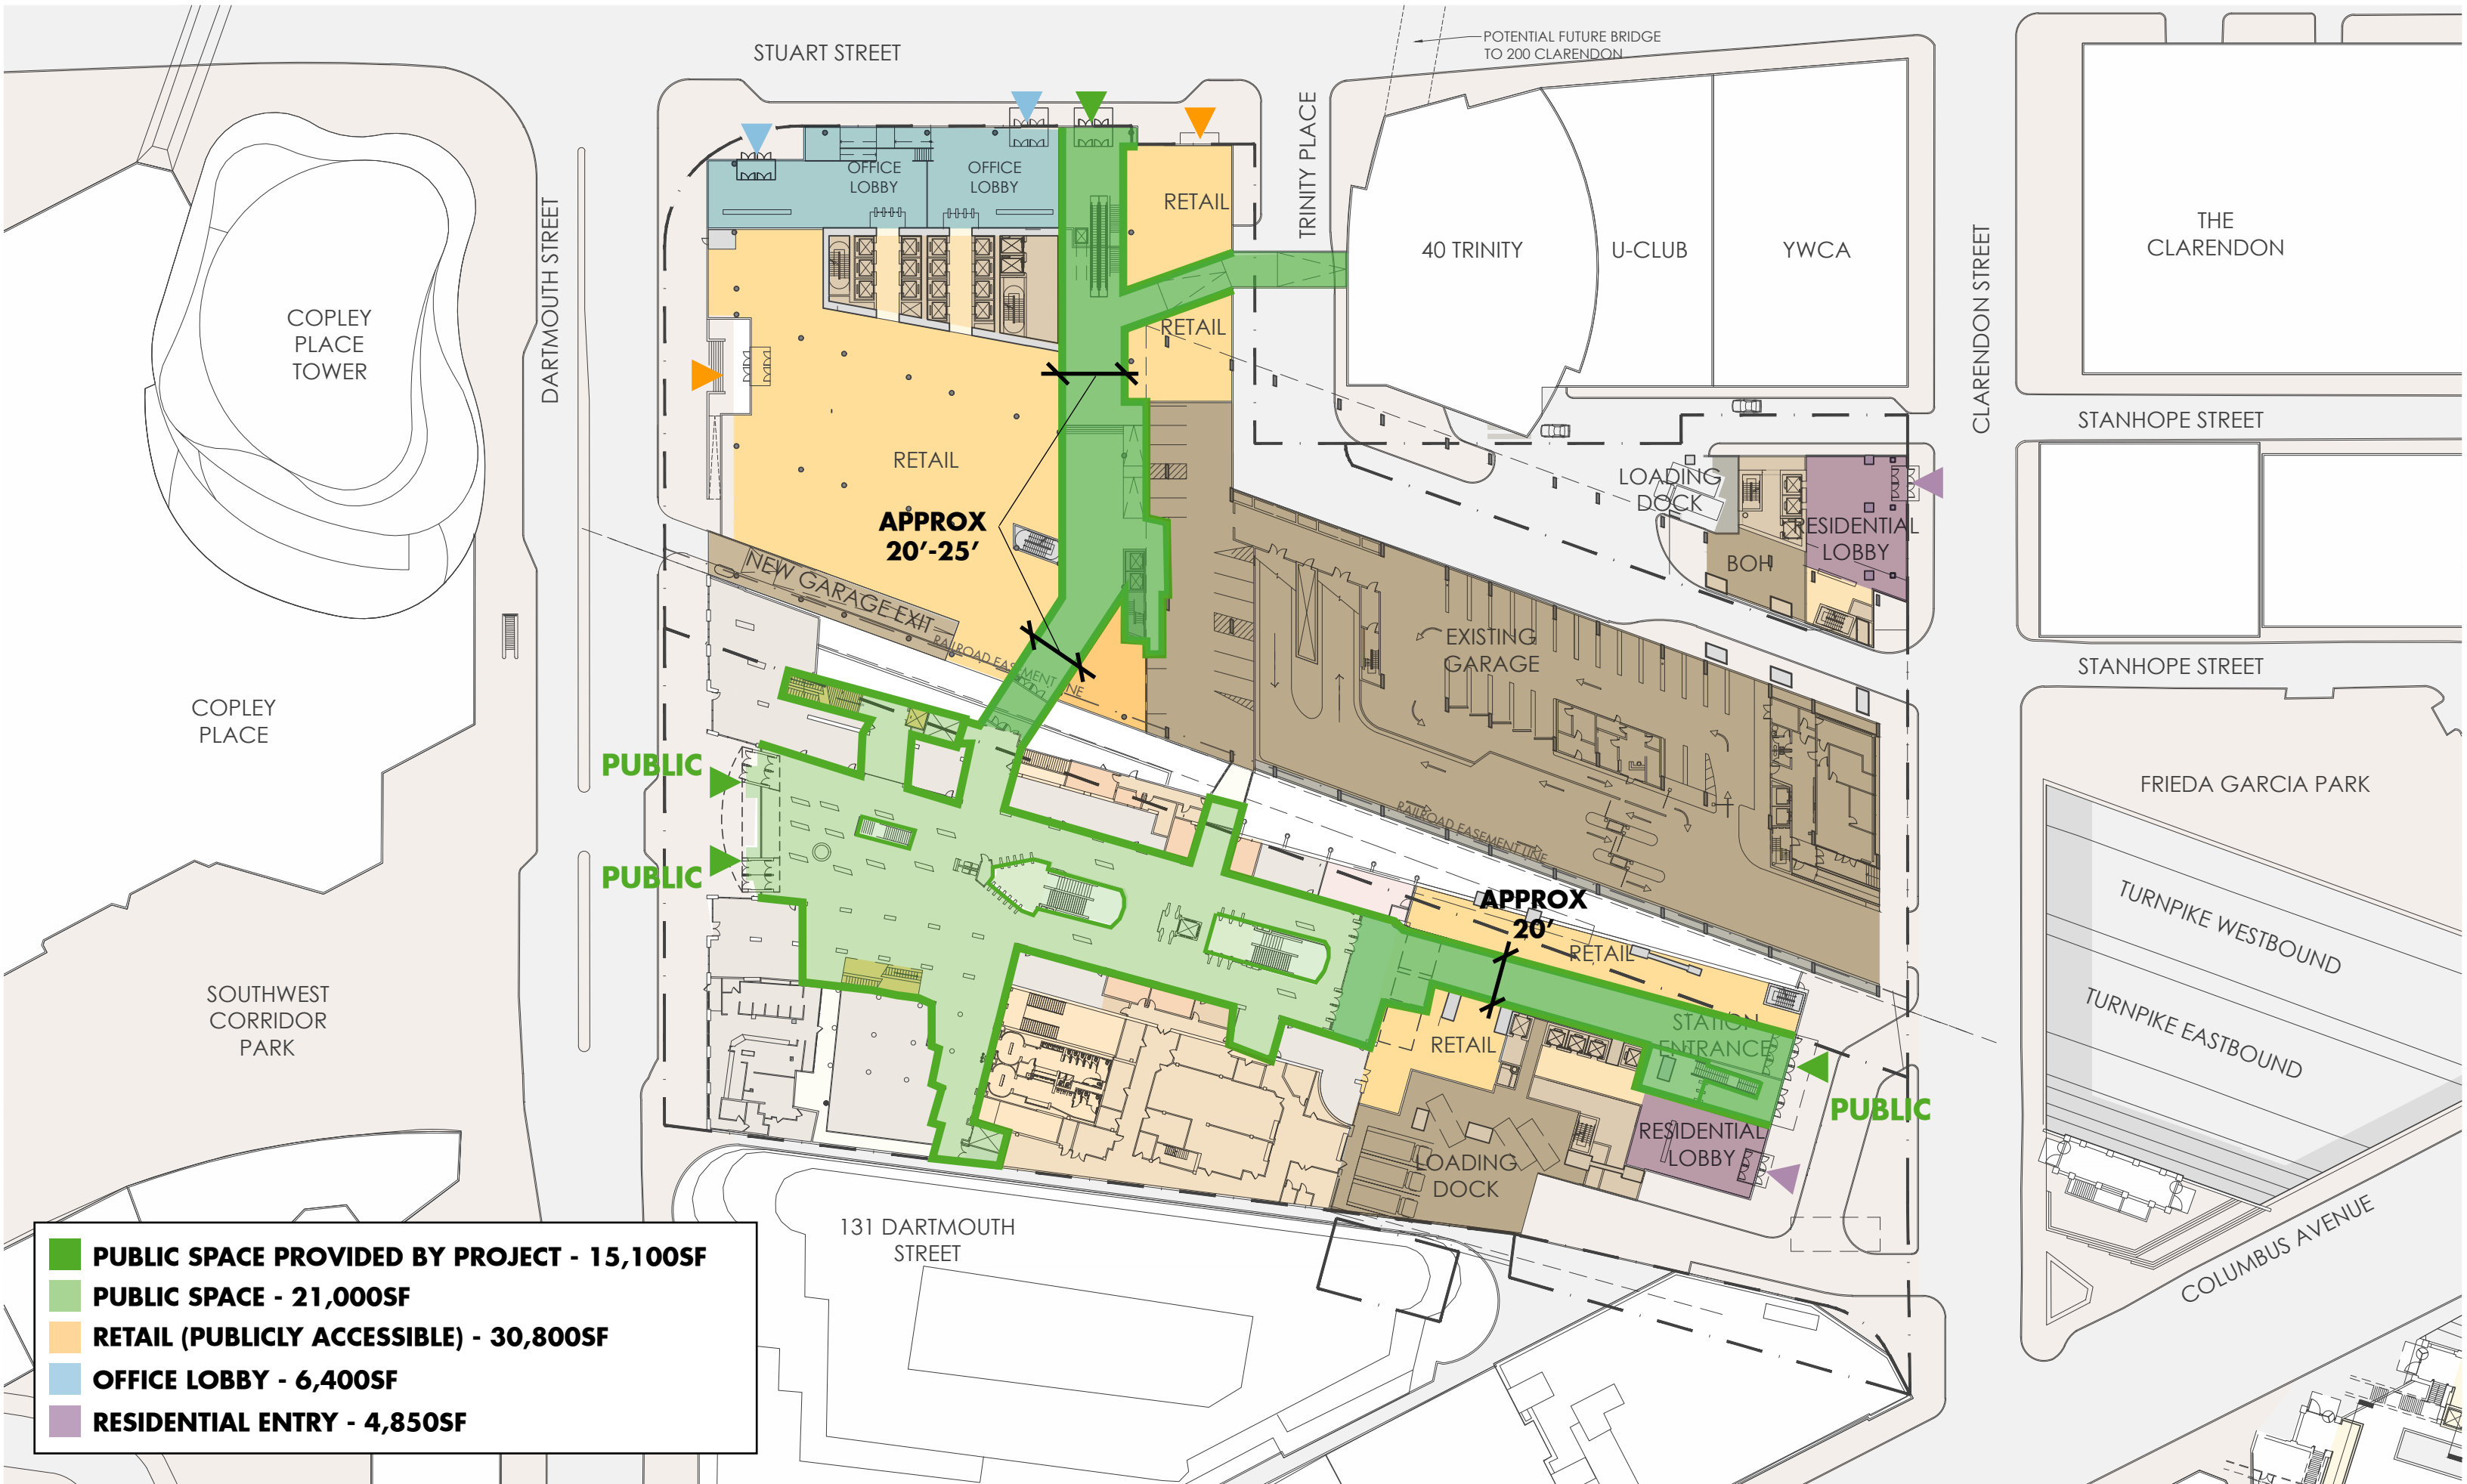 STUART STREET
POTENTIAL FUTURE BRIDGE
TO 200 CLARENDON
TRINITY PLACE
DARTMOUTH STREET
CLARENDON STREET
OFFICE
LOBBY
OFFICE
LOBBY
RETAIL
RETAIL
40 TRINITY
U-CLUB
YWCA
THE
CLARENDON
COPLEY
PLACE
TOWER
STANHOPE STREET
RETAIL
LOADING
DOCK
RESIDENTIAL
LOBBY
BOH
APPROX
20'-25'
NEW GARAGE EXIT
RAILROAD EASEMENT LINE
EXISTING
GARAGE
STANHOPE STREET
COPLEY
PLACE
PUBLIC
PUBLIC
FRIEDA GARCIA PARK
RAILROAD EASEMENT LINE
TURNPIKE WESTBOUND
TURNPIKE EASTBOUND
APPROX
20'
RETAIL
SOUTHWEST
CORRIDOR
PARK
RETAIL
STATION
ENTRANCE
PUBLIC
RESIDENTIAL
LOBBY
LOADING
DOCK
131 DARTMOUTH
STREET
COLUMBUS AVENUE
PUBLIC SPACE PROVIDED BY PROJECT - 15,100SF
PUBLIC SPACE - 21,000SF
RETAIL (PUBLICLY ACCESSIBLE) - 30,800SF
OFFICE LOBBY - 6,400SF
RESIDENTIAL ENTRY - 4,850SF